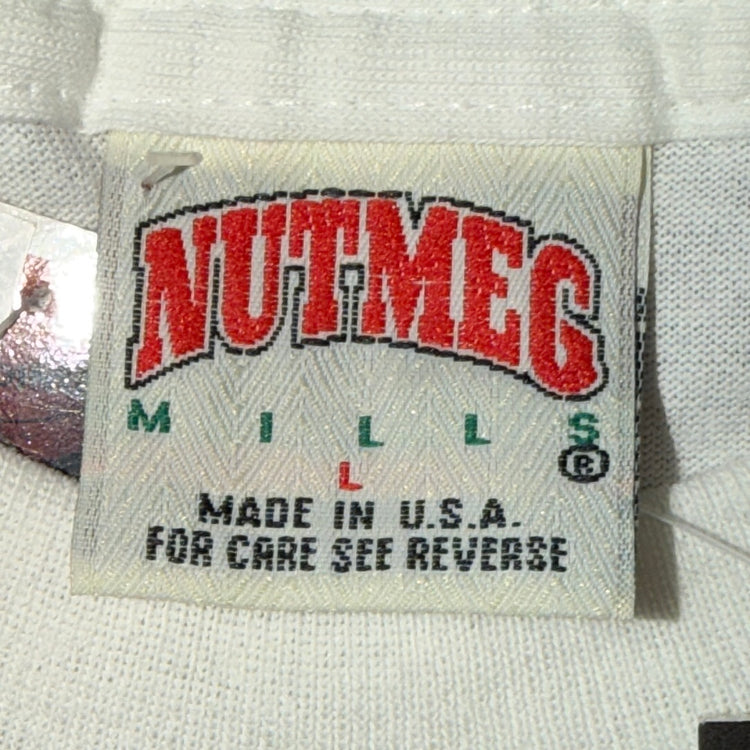 NUTMEG
MILLS®
L
MADE IN U.S.A.
FOR CARE SEE REVERSE